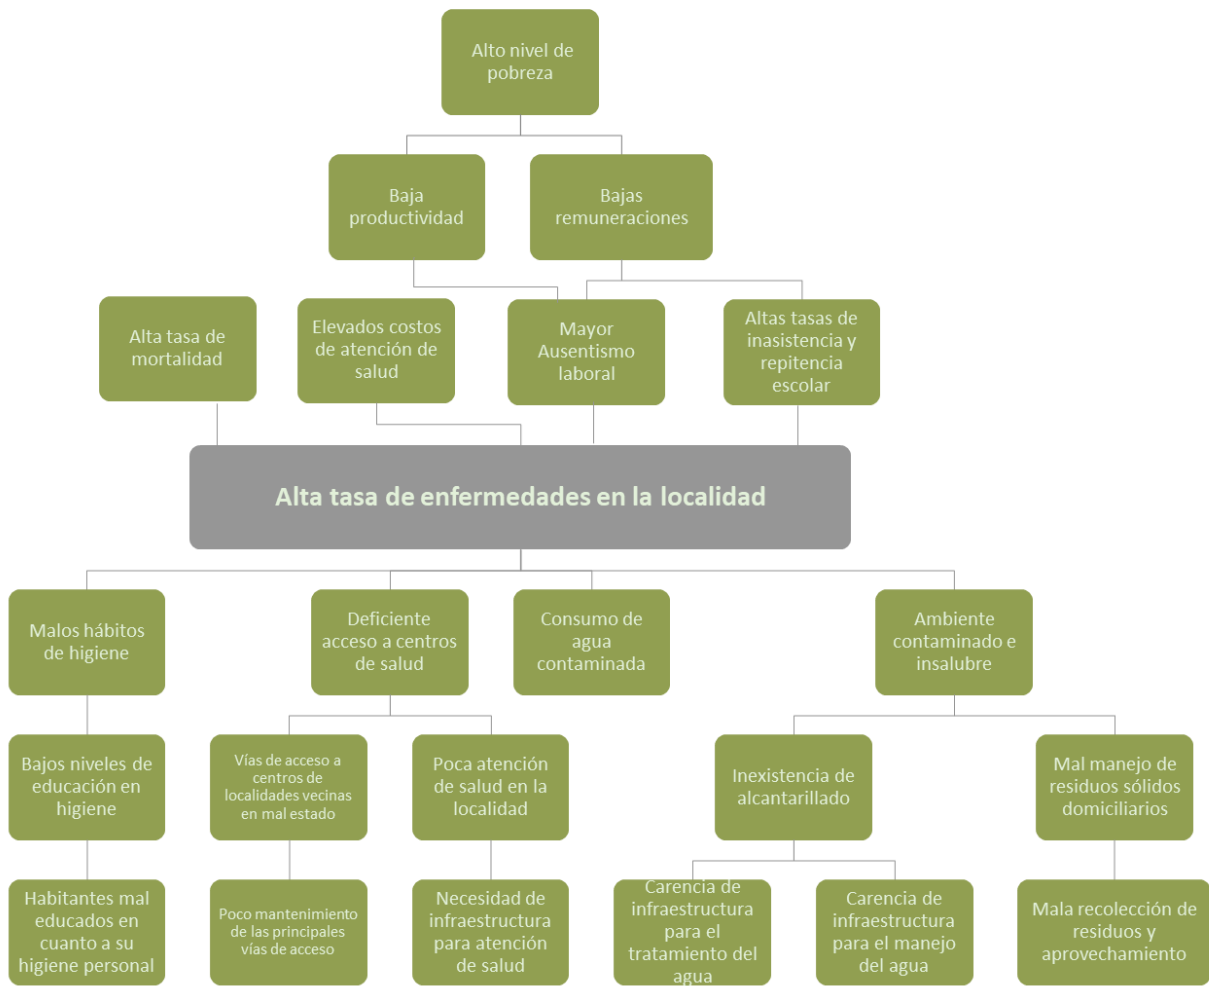 Alto nivel de
pobreza
Baja
productividad
Bajas
remuneraciones
Alta tasa de
mortalidad
Elevados costos
de atención de
salud
Mayor
Ausentismo
laboral
Altas tasas de
inasistencia y
repitencia
escolar
Alta tasa de enfermedades en la localidad
Malos hábitos
de higiene
Deficiente
acceso a centros
de salud
Consumo de
agua
contaminada
Ambiente
contaminado e
insalubre
Bajos niveles de
educación en
higiene
Vías de acceso a
centros de
localidades vecinas
en mal estado
Poca atención
de salud en la
localidad
Inexistencia de
alcantarillado
Mal manejo de
residuos sólidos
domiciliarios
Habitantes mal
educados en
cuanto a su
higiene personal
Poco mantenimiento
de las principales
vías de acceso
Necesidad de
infraestructura
para atención
de salud
Carencia de
infraestructura
para el
tratamiento del
agua
Carencia de
infraestructura
para el manejo
del agua
Mala recolección de
residuos y
aprovechamiento